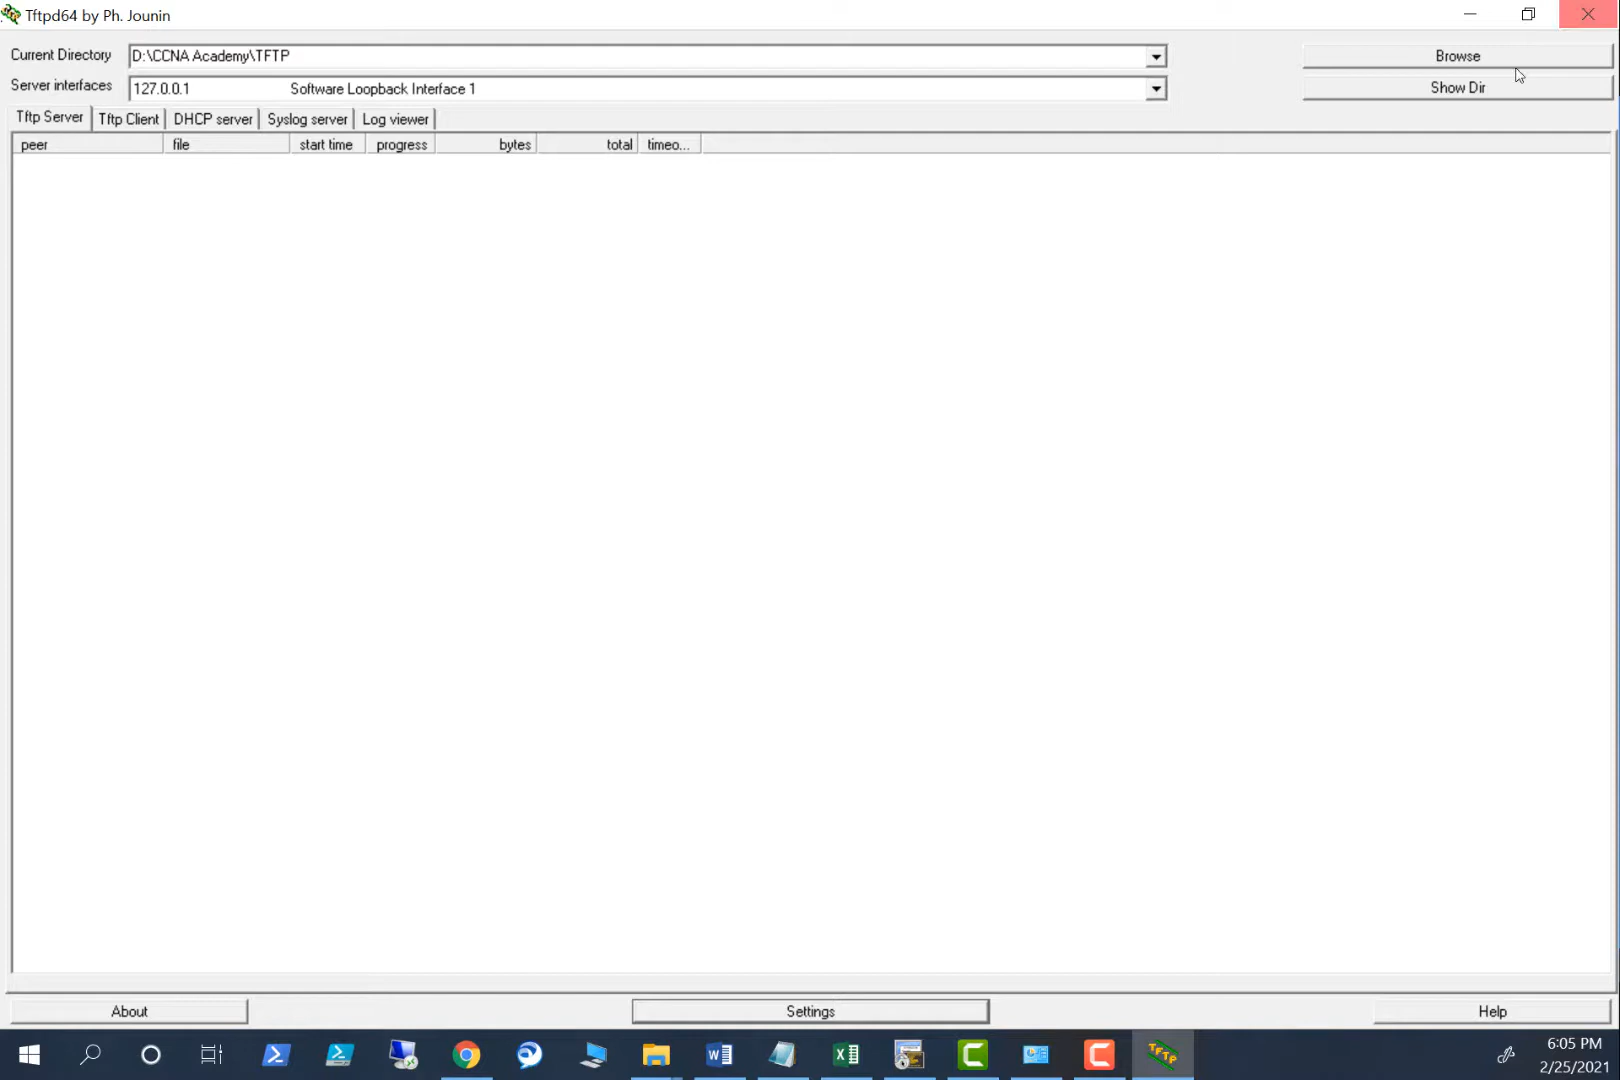 Tftpd64 by Ph. Jounin
Current Directory D:\CCNA Academy\TFTP Browse
Server interfaces 127.0.0.1 Software Loopback Interface 1 Show Dir
Tftp Server Tftp Client DHCP server Syslog server Log viewer
peer file start time progress bytes total timeo...
About Settings Help
6:05 PM
2/25/2021